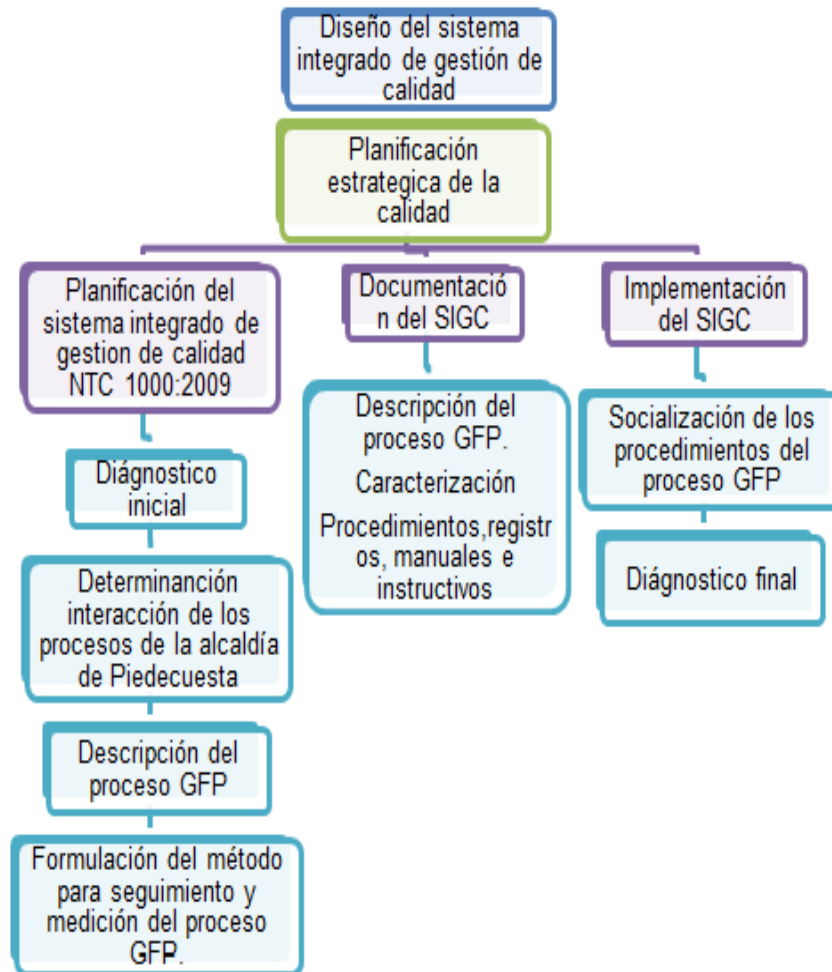 Diseño del sistema
integrado de gestión de
calidad
Planificación
estrategica de la
calidad
Planificación del
sistema integrado de
gestion de calidad
NTC 1000:2009
Diágnostico
inicial
Determinanción
interacción de los
procesos de la alcaldía
de Piedecuesta
Descripción del
proceso GFP
Formulación del método
para seguimiento y
medición del proceso
GFP.
Documentació
n del SIGC
Descripción del
proceso GFP.
Caracterización
Procedimientos,registr
os, manuales e
instructivos
Implementación
del SIGC
Socialización de los
procedimientos del
proceso GFP
Diágnostico final